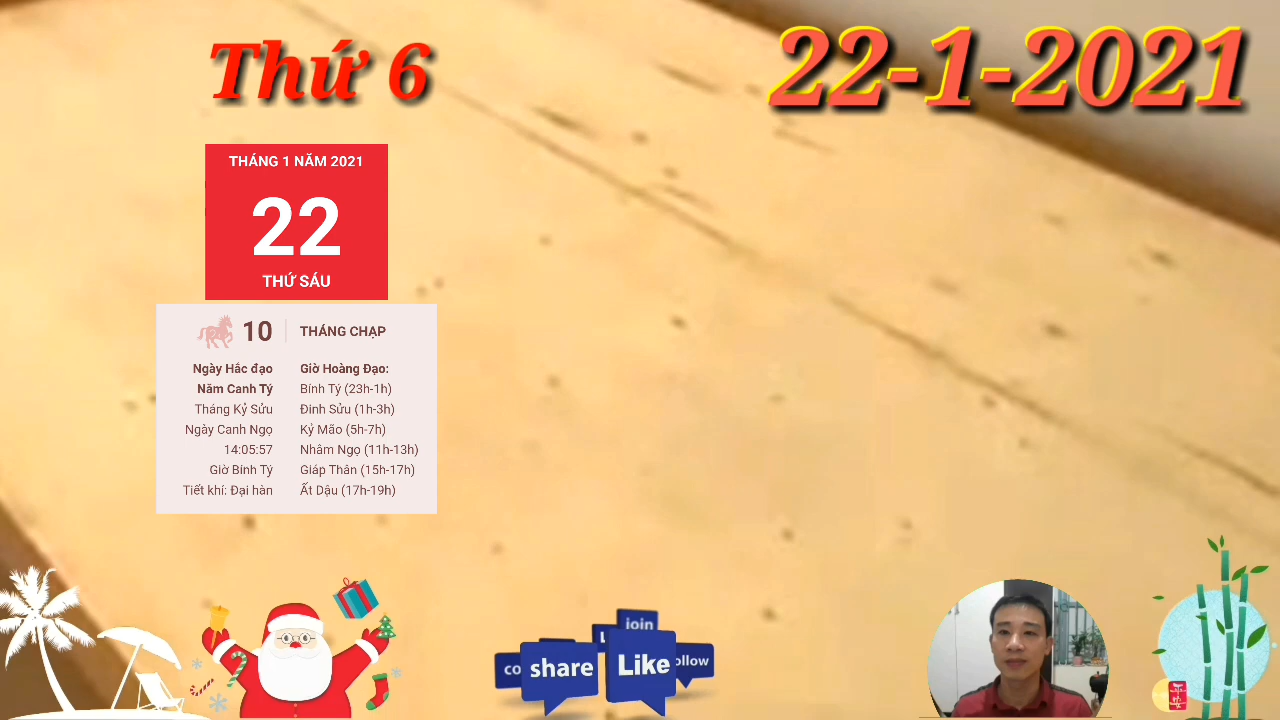 Thứ 6
22-1-2021
THÁNG 1 NĂM 2021
22
THỨ SÁU
10 THÁNG CHẠP
Ngày Hắc đạo
Năm Canh Tý
Tháng Kỷ Sửu
Ngày Canh Ngọ
14:05:57
Giờ Bính Tý
Tiết khí: Đại hàn
Giờ Hoàng Đạo:
Bính Tý (23h-1h)
Đinh Sửu (1h-3h)
Kỷ Mão (5h-7h)
Nhâm Ngọ (11h-13h)
Giáp Thân (15h-17h)
Ất Dậu (17h-19h)
join
co share Like ollow